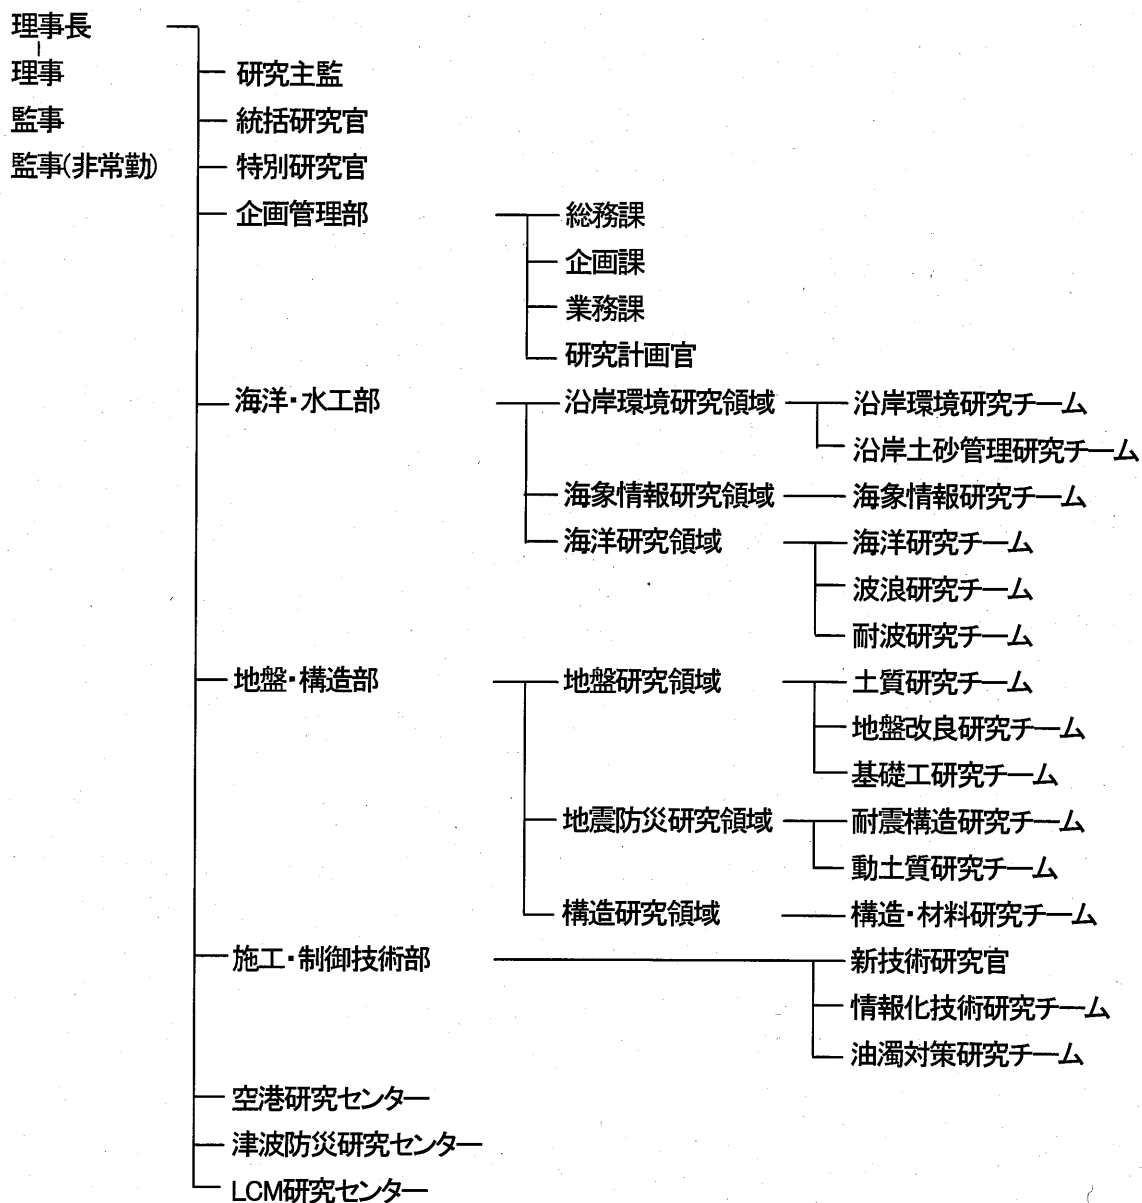 理事長
理事 研究主監
監事 統括研究官
監事(非常勤) 特別研究官
企画管理部 総務課
企画課
業務課
研究計画官
海洋・水工部 沿岸環境研究領域 沿岸環境研究チーム
沿岸土砂管理研究チーム
海象情報研究領域 海象情報研究チーム
海洋研究領域 海洋研究チーム
波浪研究チーム
耐波研究チーム
地盤・構造部 地盤研究領域 土質研究チーム
地盤改良研究チーム
基礎工研究チーム
地震防災研究領域 耐震構造研究チーム
動土質研究チーム
構造研究領域 構造・材料研究チーム
施工・制御技術部 新技術研究官
情報化技術研究チーム
油濁対策研究チーム
空港研究センター
津波防災研究センター
LCM研究センター